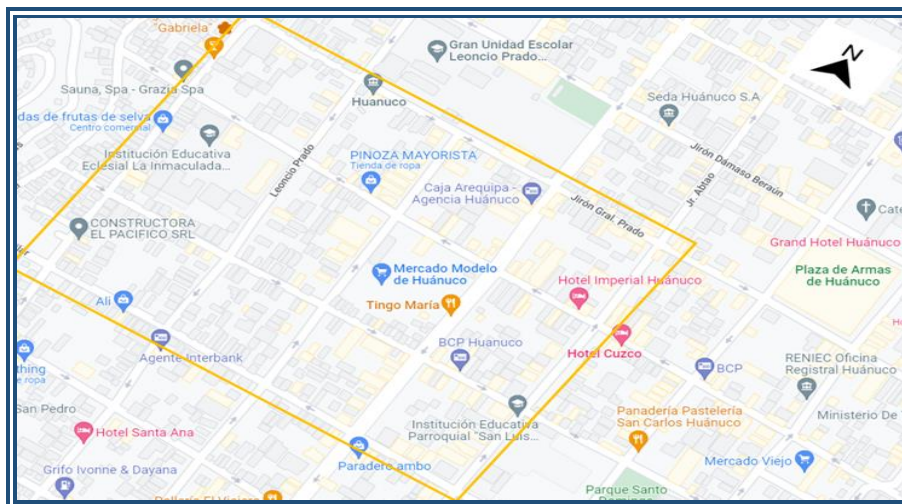 "Gabriela"
Gran Unidad Escolar
Leoncio Prado...
N
Sauna, Spa - Grazia Spa
Huanuco
Seda Huánuco S.A
das de frutas de selva
Centro comercial
Institución Educativa
Eclesial La Inmaculada...
Leoncio Prado
PINOZA MAYORISTA
Tienda de ropa
Jirón Dámaso Beraún
Caja Arequipa -
Agencia Huánuco
Jr. Abtao
Jirón Gral. Prado
Cate
CONSTRUCTORA
EL PACIFICO SRL
Grand Hotel Huánuco
Plaza de Armas
de Huánuco
Mercado Modelo
de Huánuco
Hotel Imperial Huánuco
Ali
Tingo María
Agente Interbank
BCP Huanuco
Hotel Cuzco
BCP
RENIEC Oficina
Registral Huánuco
thing
de ropa
San Pedro
Hotel Santa Ana
Institución Educativa
Parroquial "San Luis...
Panadería Pastelería
San Carlos Huánuco
Ministerio De
Paradero ambo
Mercado Viejo
Grifo Ivonne & Dayana
Parque Santo